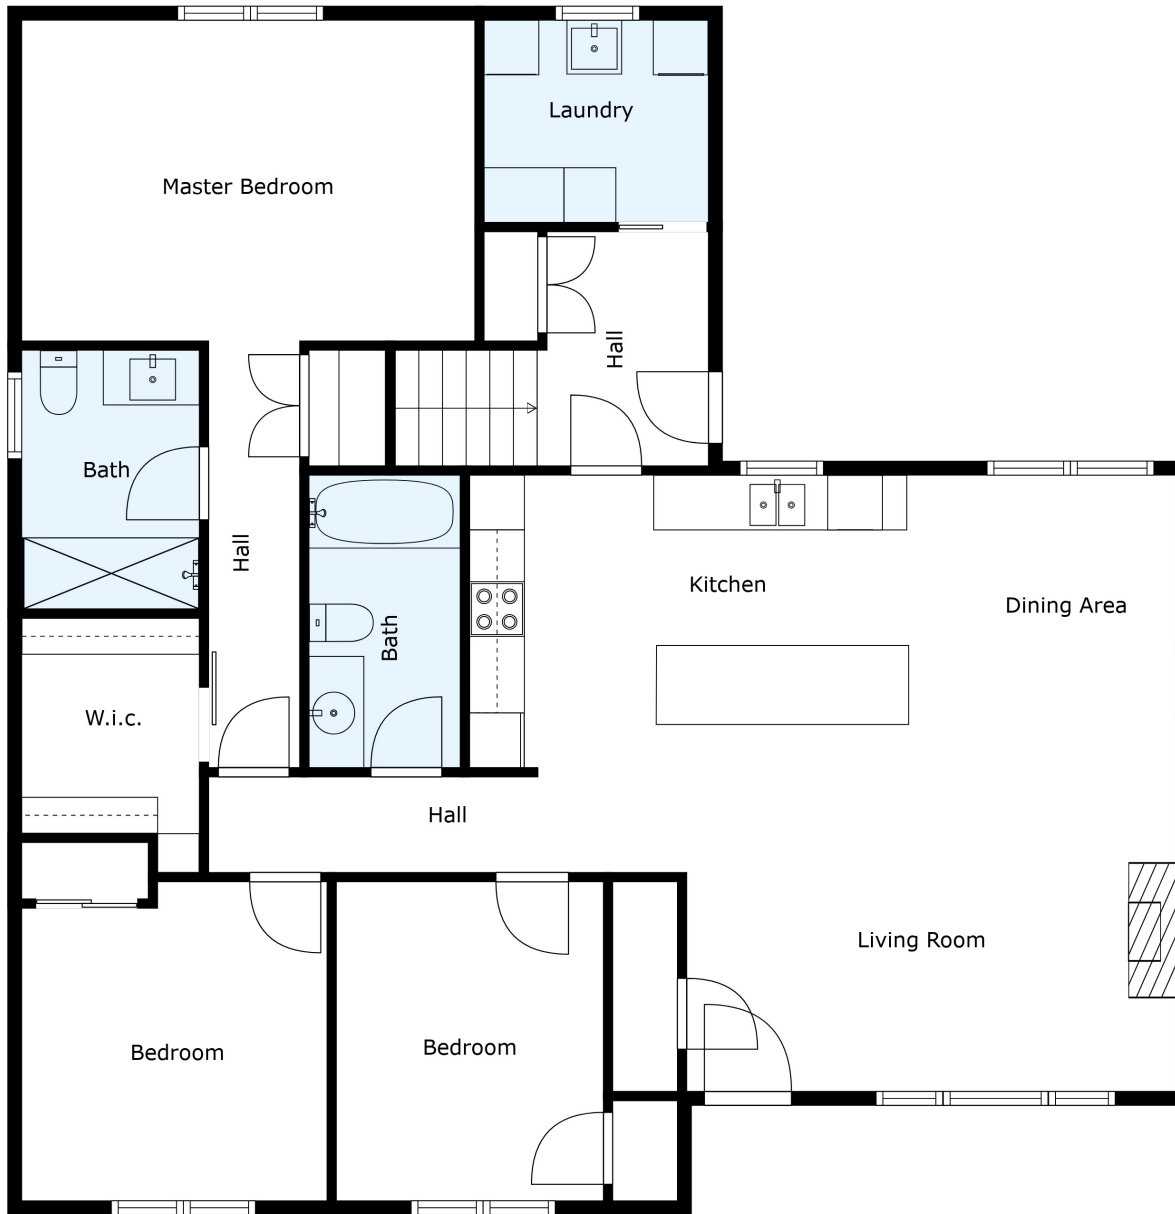 Laundry
Master Bedroom
Hall
Bath
Hall
Kitchen
Dining Area
Bath
W.i.c.
Hall
Living Room
Bedroom
Bedroom